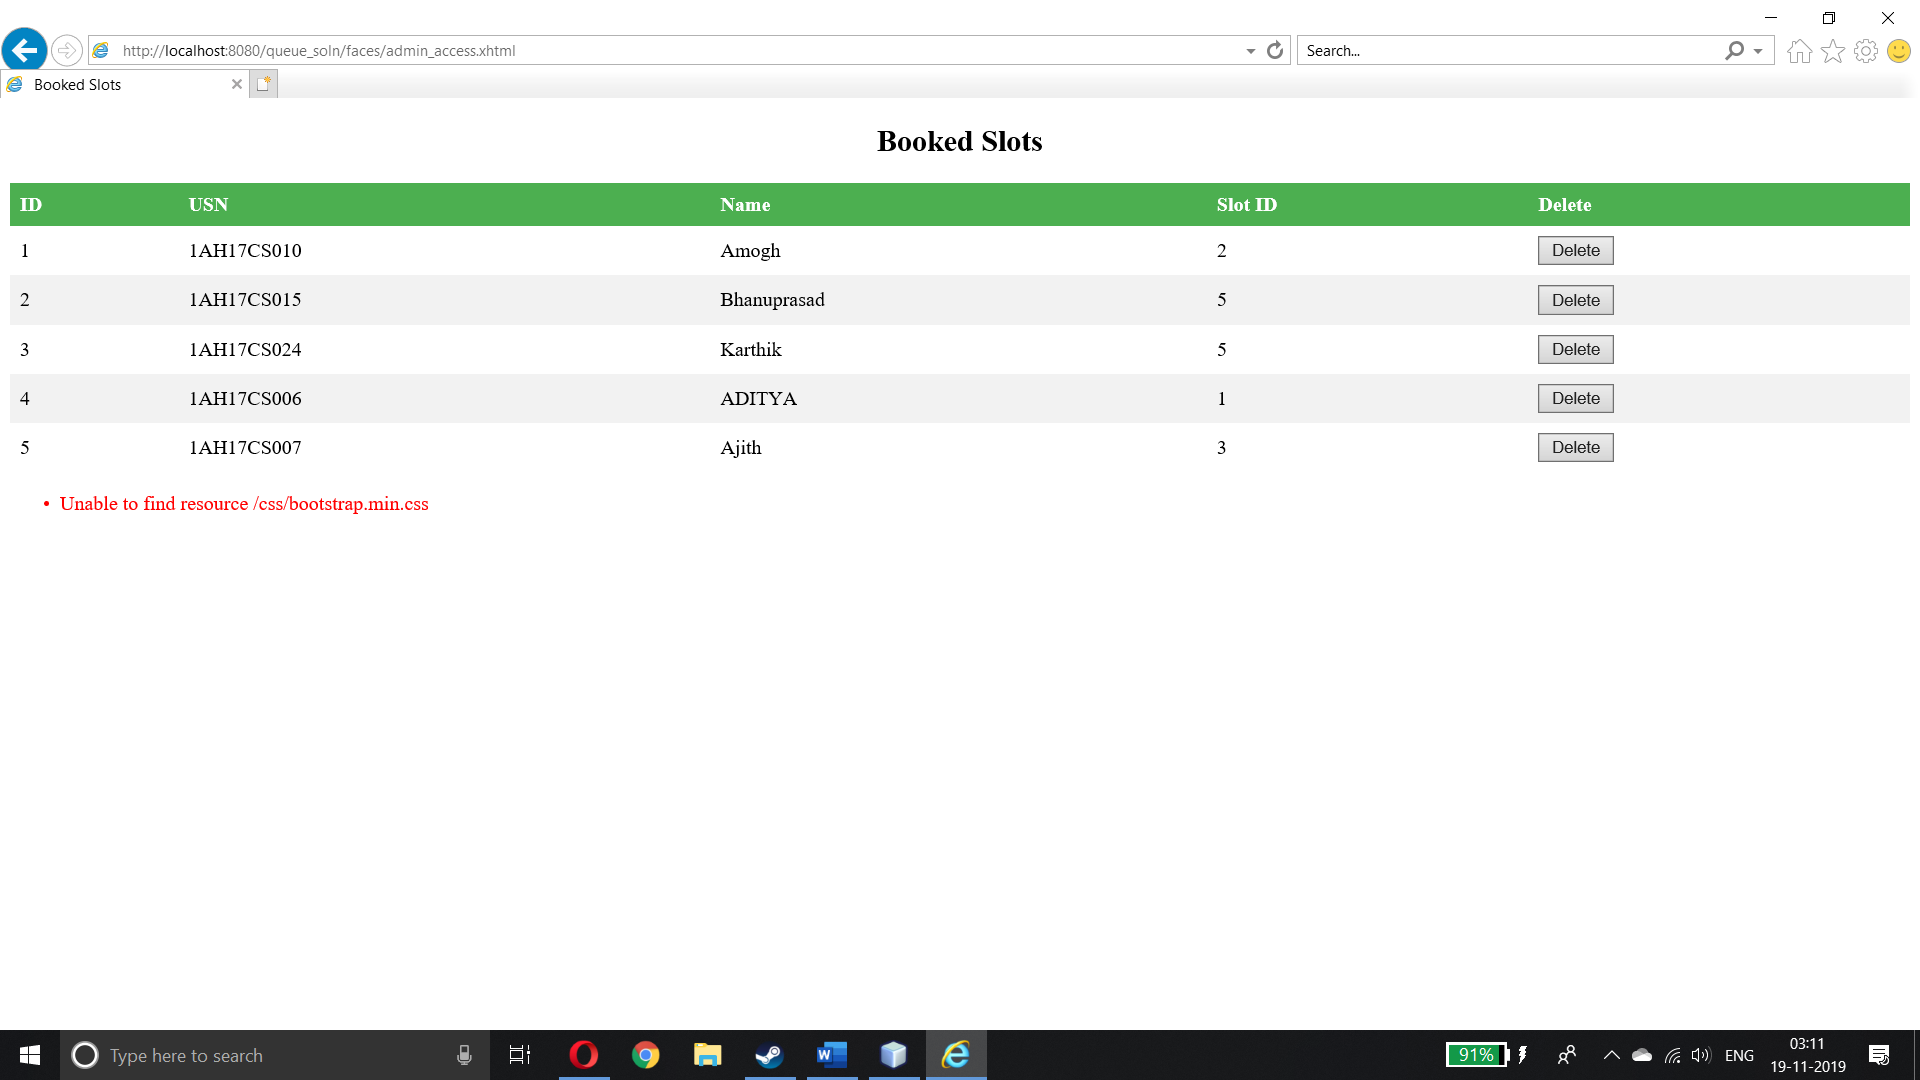 http://localhost:8080/queue_soln/faces/admin_access.xhtml
Search...
Booked Slots
Booked Slots
ID USN Name Slot ID Delete
1 1AH17CS010 Amogh 2 Delete
2 1AH17CS015 Bhanuprasad 5 Delete
3 1AH17CS024 Karthik 5 Delete
4 1AH17CS006 ADITYA 1 Delete
5 1AH17CS007 Ajith 3 Delete
• Unable to find resource /css/bootstrap.min.css
Type here to search
91%
ENG
03:11
19-11-2019